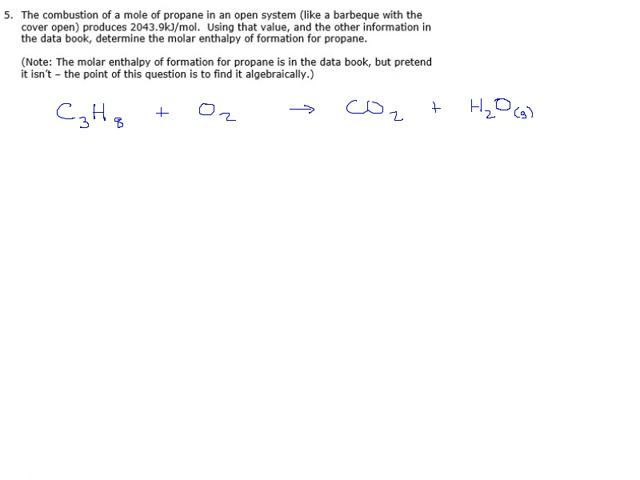 5. The combustion of a mole of propane in an open system (like a barbeque with the
cover open) produces 2043.9kJ/mol. Using that value, and the other information in
the data book, determine the molar enthalpy of formation for propane.
(Note: The molar enthalpy of formation for propane is in the data book, but pretend
it isn't – the point of this question is to find it algebraically.)
C₃H₈ + O₂ → CO₂ + H₂O₍g₎